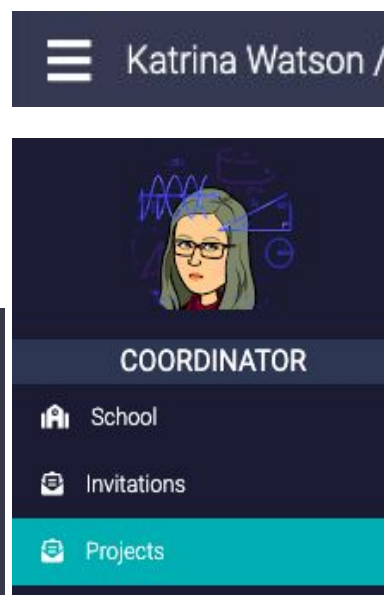 Katrina Watson /
COORDINATOR
School
Invitations
Projects